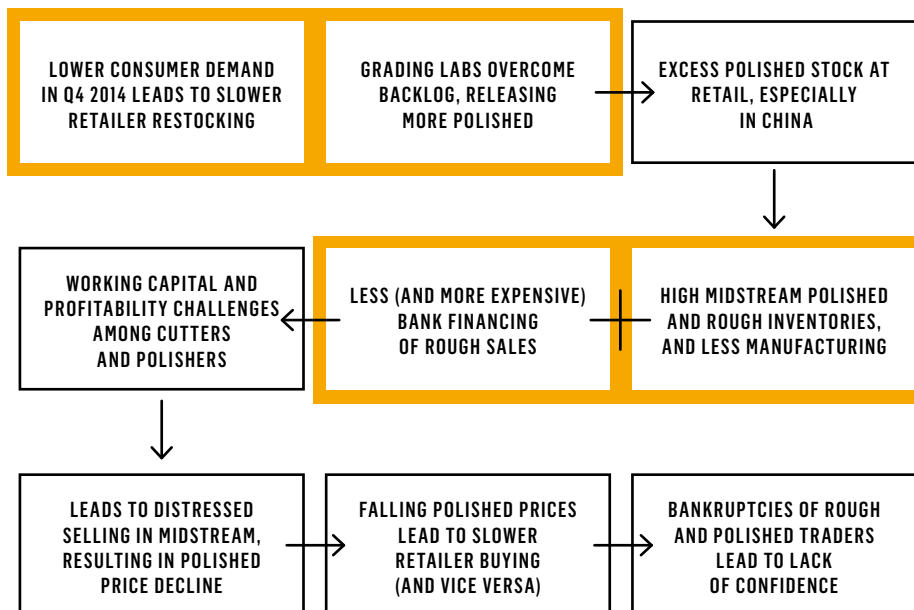 LOWER CONSUMER DEMAND
IN Q4 2014 LEADS TO SLOWER
RETAILER RESTOCKING
GRADING LABS OVERCOME
BACKLOG, RELEASING
MORE POLISHED
EXCESS POLISHED STOCK AT
RETAIL, ESPECIALLY
IN CHINA
WORKING CAPITAL AND
PROFITABILITY CHALLENGES
AMONG CUTTERS
AND POLISHERS
LESS (AND MORE EXPENSIVE)
BANK FINANCING
OF ROUGH SALES
HIGH MIDSTREAM POLISHED
AND ROUGH INVENTORIES,
AND LESS MANUFACTURING
LEADS TO DISTRESSED
SELLING IN MIDSTREAM,
RESULTING IN POLISHED
PRICE DECLINE
FALLING POLISHED PRICES
LEAD TO SLOWER
RETAILER BUYING
(AND VICE VERSA)
BANKRUPTCIES OF ROUGH
AND POLISHED TRADERS
LEAD TO LACK
OF CONFIDENCE